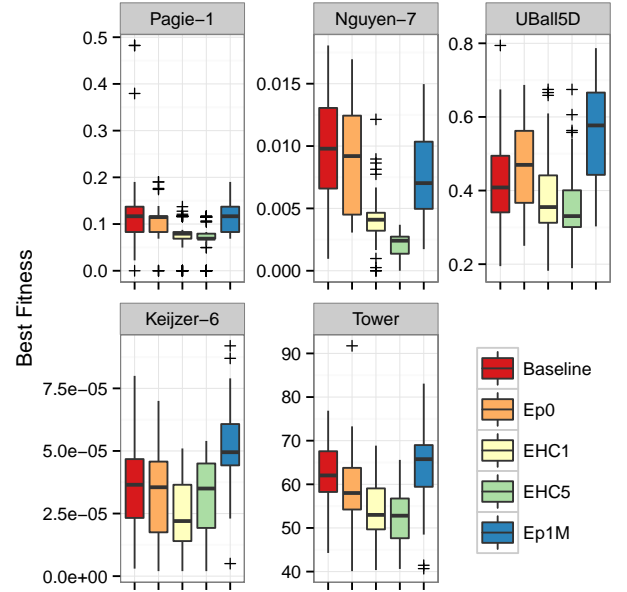 Pagie−1
Nguyen−7
UBall5D
0.5
0.4
0.3
0.2
0.1
0.0
0.015
0.010
0.005
0.000
0.8
0.6
0.4
0.2
Best Fitness
Keijzer−6
Tower
7.5e−05
5.0e−05
2.5e−05
0.0e+00
90
80
70
60
50
40
Baseline
Ep0
EHC1
EHC5
Ep1M